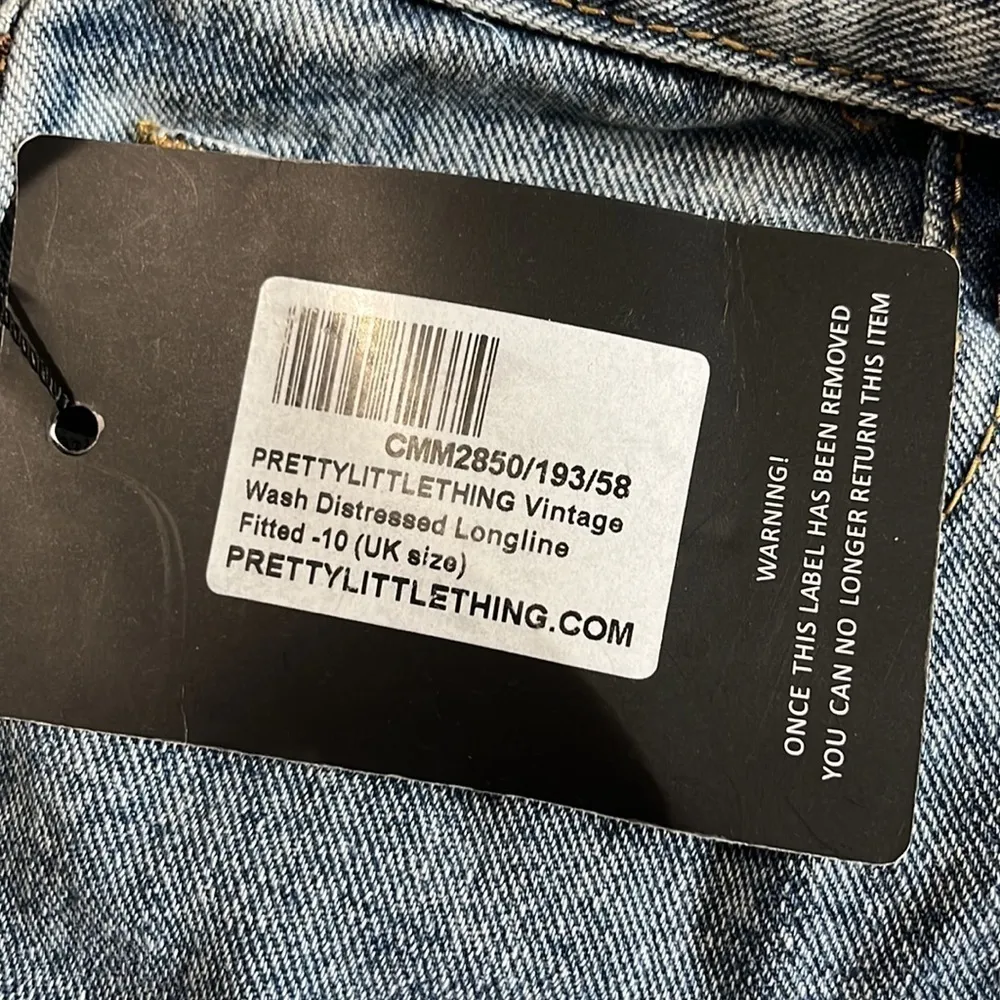 CMM2850/193/58
PRETTYLITTLETHING Vintage
Wash Distressed Longline
Fitted -10 (UK size)
PRETTYLITTLETHING.COM
WARNING!
ONCE THIS LABEL HAS BEEN REMOVED
YOU CAN NO LONGER RETURN THIS ITEM